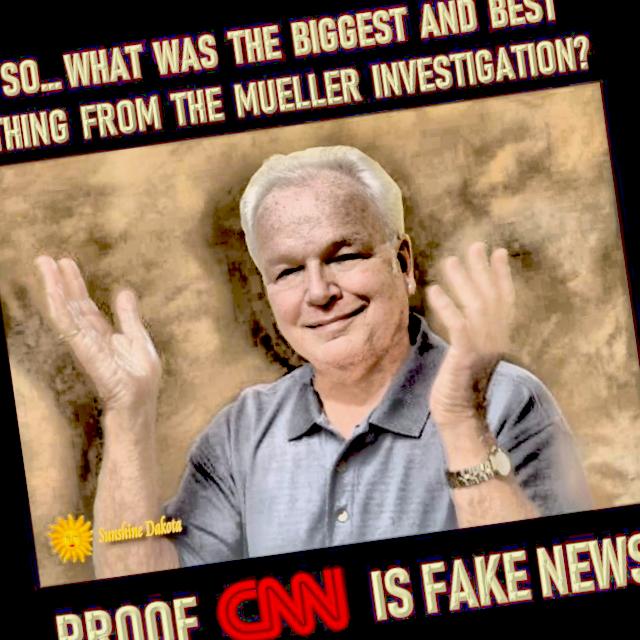 SO... WHAT WAS THE BIGGEST AND BEST
THING FROM THE MUELLER INVESTIGATION?
Sunshine Dakota
PROOF CNN IS FAKE NEWS